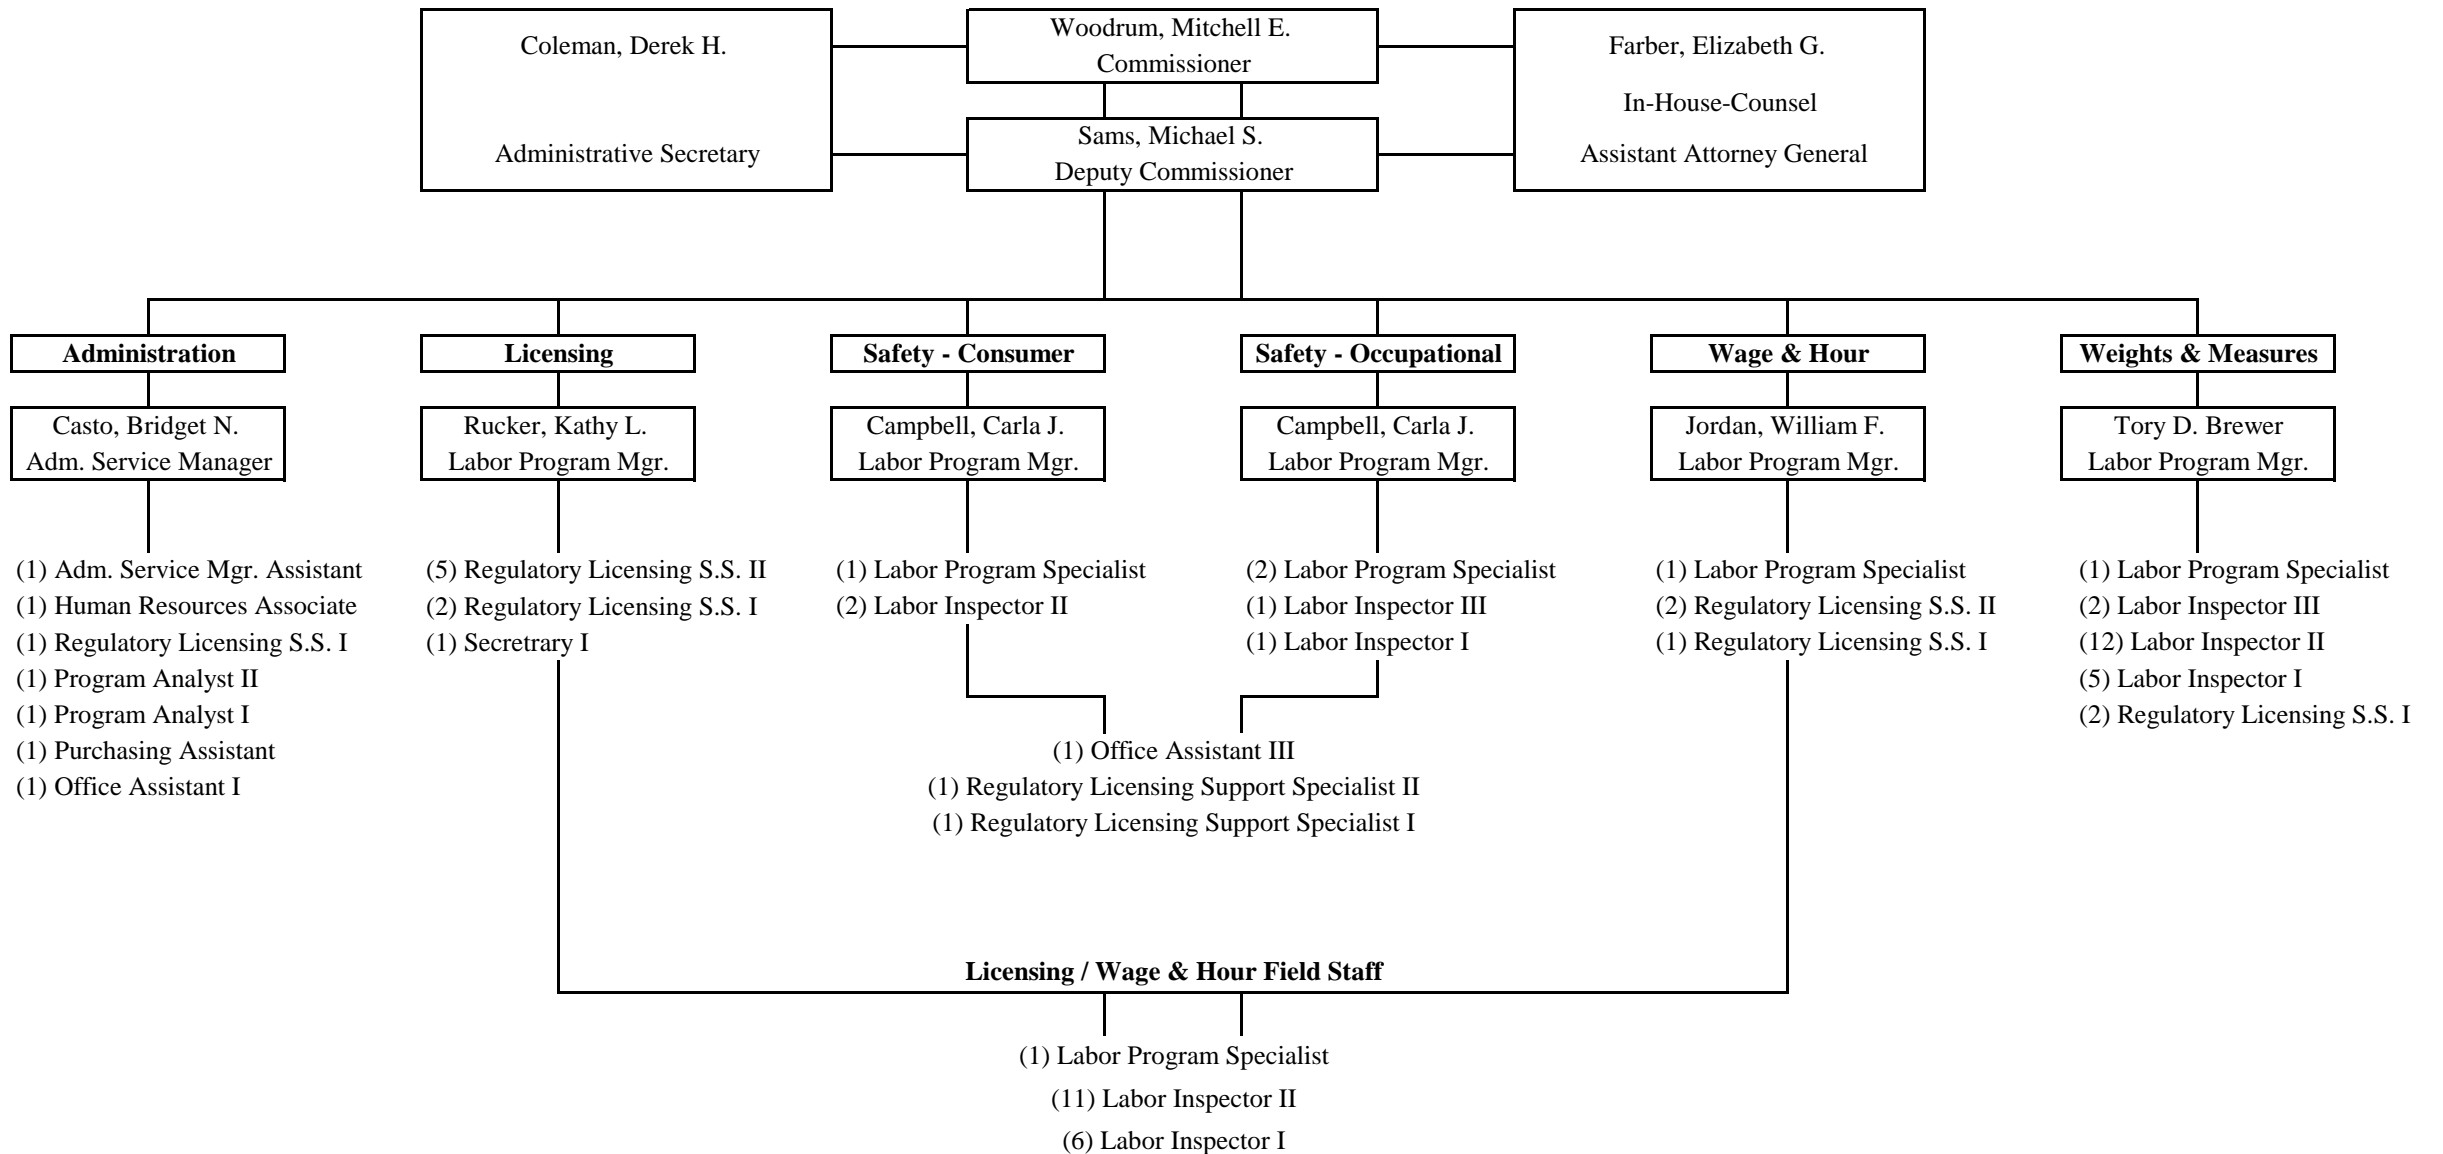 Coleman, Derek H.
Administrative Secretary
Woodrum, Mitchell E.
Commissioner
Sams, Michael S.
Deputy Commissioner
Farber, Elizabeth G.
In-House-Counsel
Assistant Attorney General
Administration
Casto, Bridget N.
Adm. Service Manager
(1) Adm. Service Mgr. Assistant
(1) Human Resources Associate
(1) Regulatory Licensing S.S. I
(1) Program Analyst II
(1) Program Analyst I
(1) Purchasing Assistant
(1) Office Assistant I
Licensing
Rucker, Kathy L.
Labor Program Mgr.
(5) Regulatory Licensing S.S. II
(2) Regulatory Licensing S.S. I
(1) Secretrary I
Safety - Consumer
Campbell, Carla J.
Labor Program Mgr.
(1) Labor Program Specialist
(2) Labor Inspector II
Safety - Occupational
Campbell, Carla J.
Labor Program Mgr.
(2) Labor Program Specialist
(1) Labor Inspector III
(1) Labor Inspector I
(1) Office Assistant III
(1) Regulatory Licensing Support Specialist II
(1) Regulatory Licensing Support Specialist I
Wage & Hour
Jordan, William F.
Labor Program Mgr.
(1) Labor Program Specialist
(2) Regulatory Licensing S.S. II
(1) Regulatory Licensing S.S. I
Weights & Measures
Tory D. Brewer
Labor Program Mgr.
(1) Labor Program Specialist
(2) Labor Inspector III
(12) Labor Inspector II
(5) Labor Inspector I
(2) Regulatory Licensing S.S. I
Licensing / Wage & Hour Field Staff
(1) Labor Program Specialist
(11) Labor Inspector II
(6) Labor Inspector I